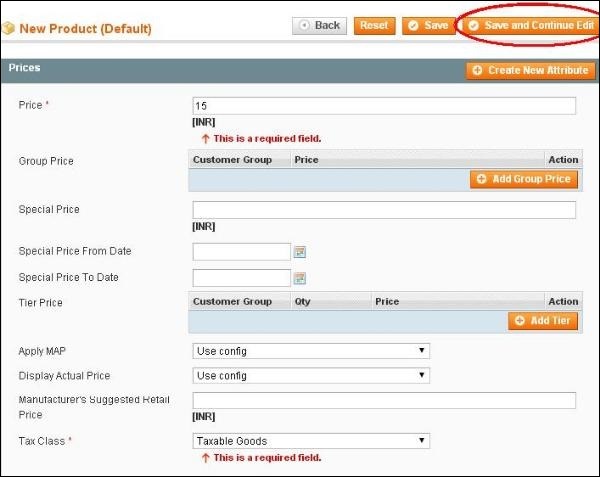 New Product (Default) Back Reset Save Save and Continue Edit
Prices Create New Attribute
Price * 15
[INR]
This is a required field.
Group Price Customer Group Price Action
Add Group Price
Special Price
[INR]
Special Price From Date
Special Price To Date
Tier Price Customer Group Qty Price Action
Add Tier
Apply MAP Use config
Display Actual Price Use config
Manufacturer's Suggested Retail
Price
[INR]
Tax Class * Taxable Goods
This is a required field.